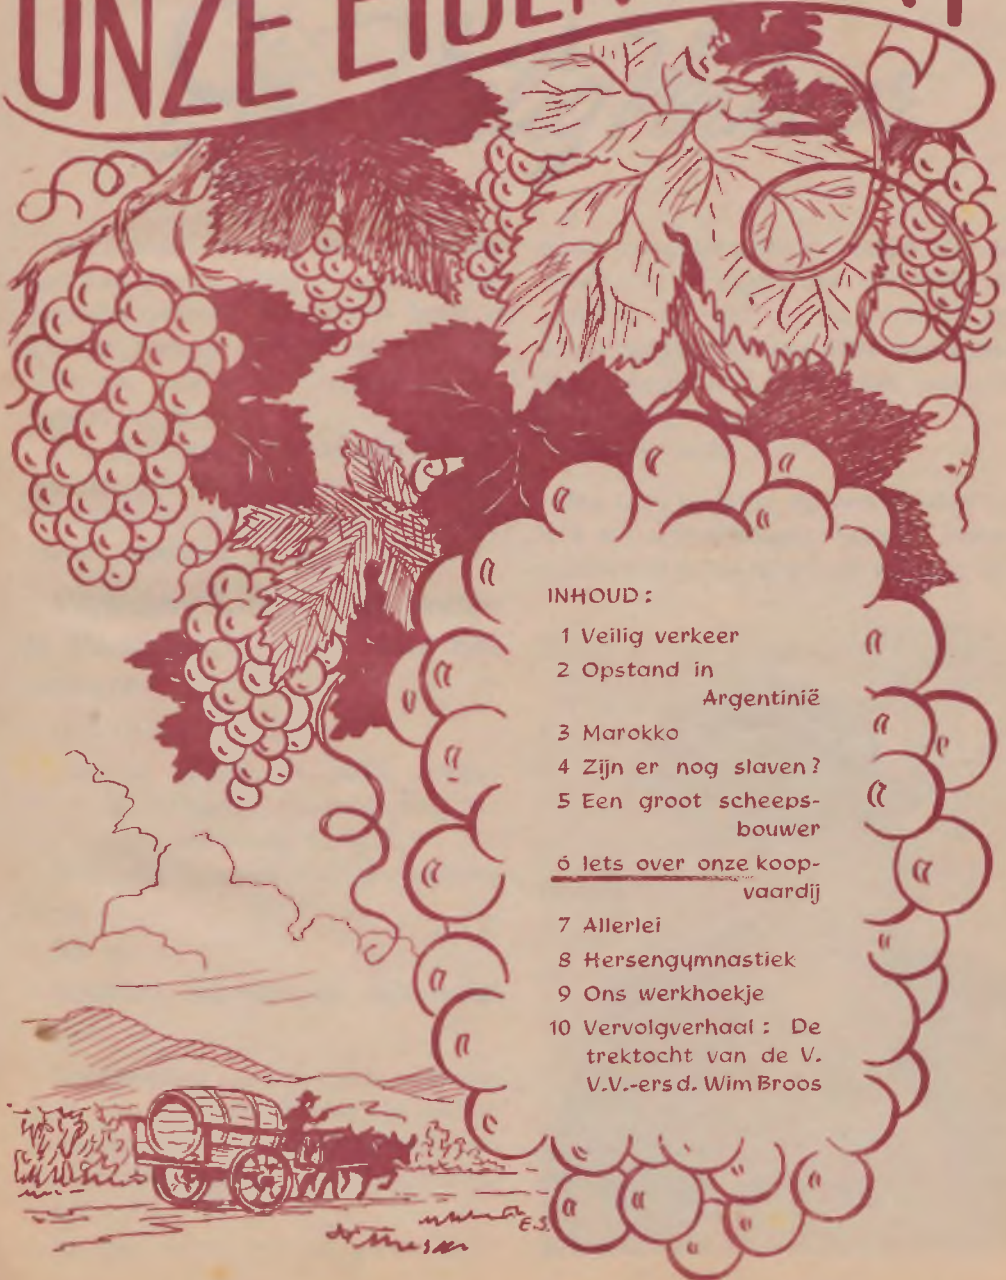 ONZE
INHOUD :
1 Veilig verkeer
2 Opstand in
Argentinië
3 Marokko
4 Zijn er nog slaven?
5 Een groot scheeps-
bouwer
6 Iets over onze koop-
vaardij
7 Allerlei
8 Hersengymnastiek
9 Ons werkhoekje
10 Vervolgverhaal : De
trektocht van de V.
V.V.-ers d. Wim Broos
E.S.